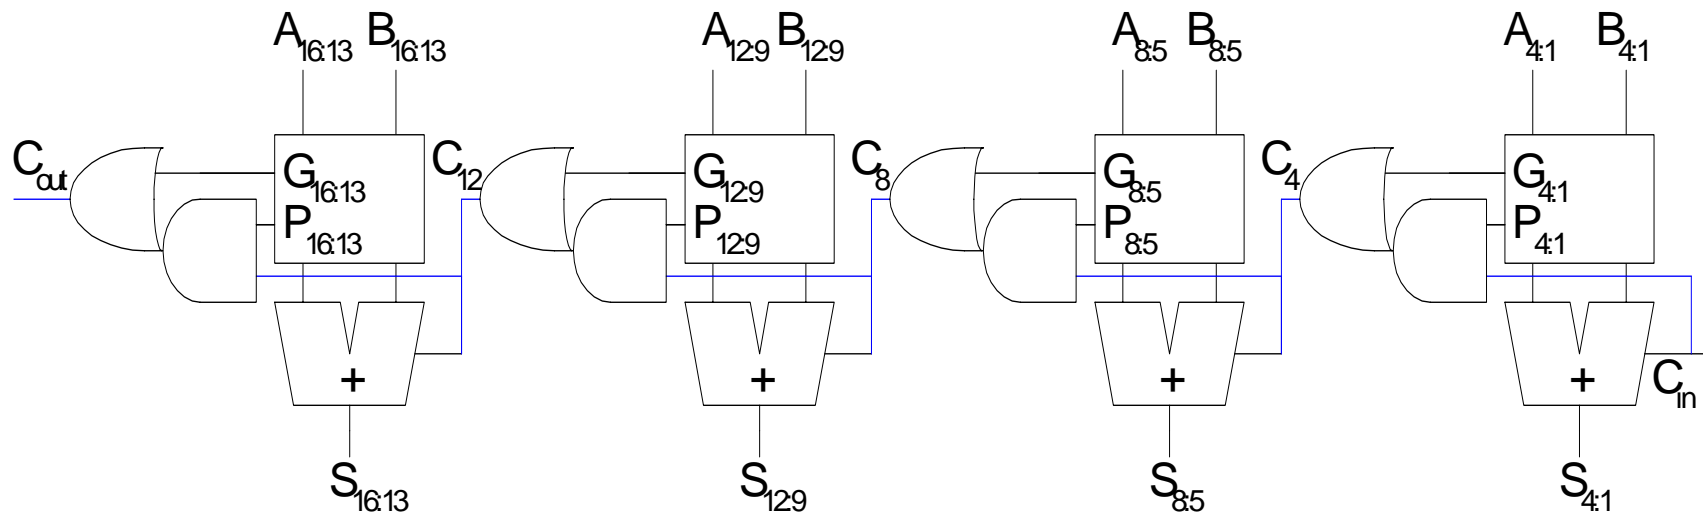 A16:13 B16:13 A12:9 B12:9 A8:5 B8:5 A4:1 B4:1
Cout G16:13 C12 G12:9 C8 G8:5 C4 G4:1
P16:13 P12:9 P8:5 P4:1
+ + + + Cin
S16:13 S12:9 S8:5 S4:1